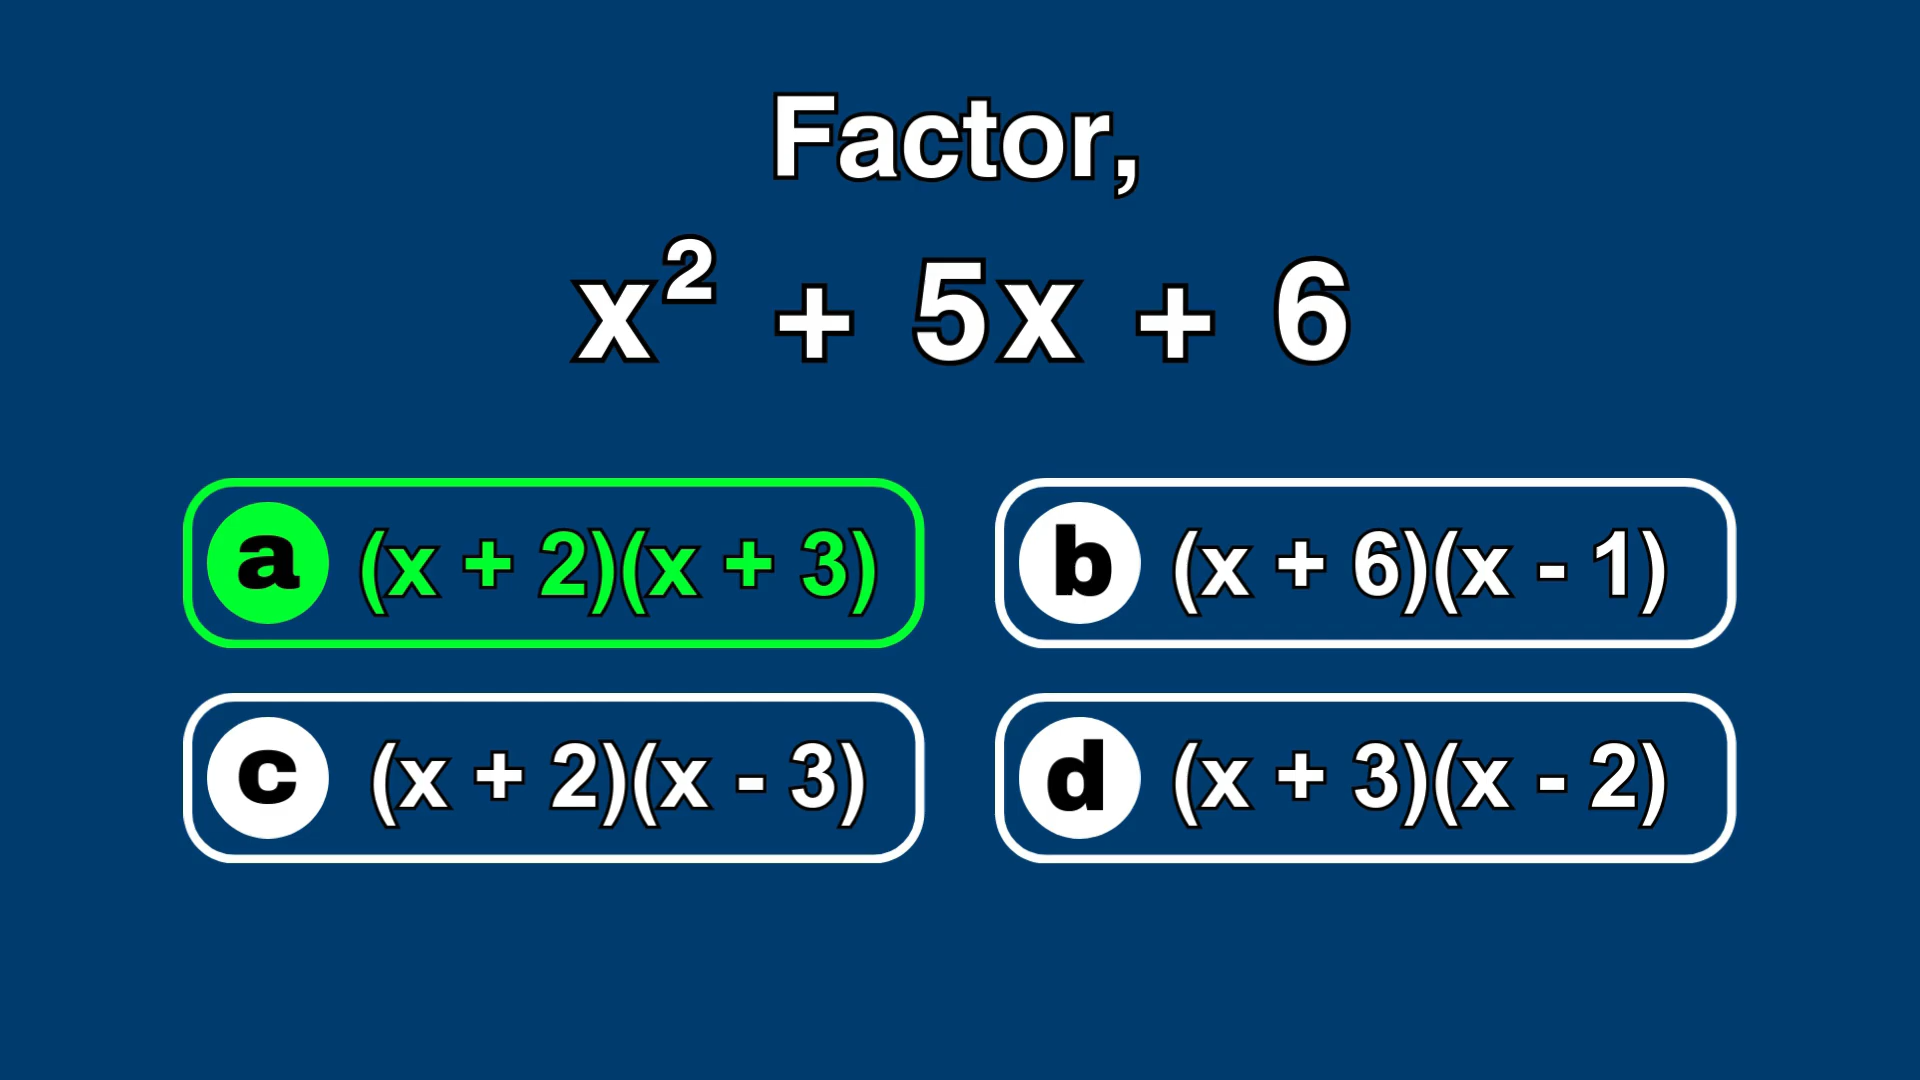 Factor,
x² + 5x + 6
a (x + 2)(x + 3)
b (x + 6)(x - 1)
c (x + 2)(x - 3)
d (x + 3)(x - 2)